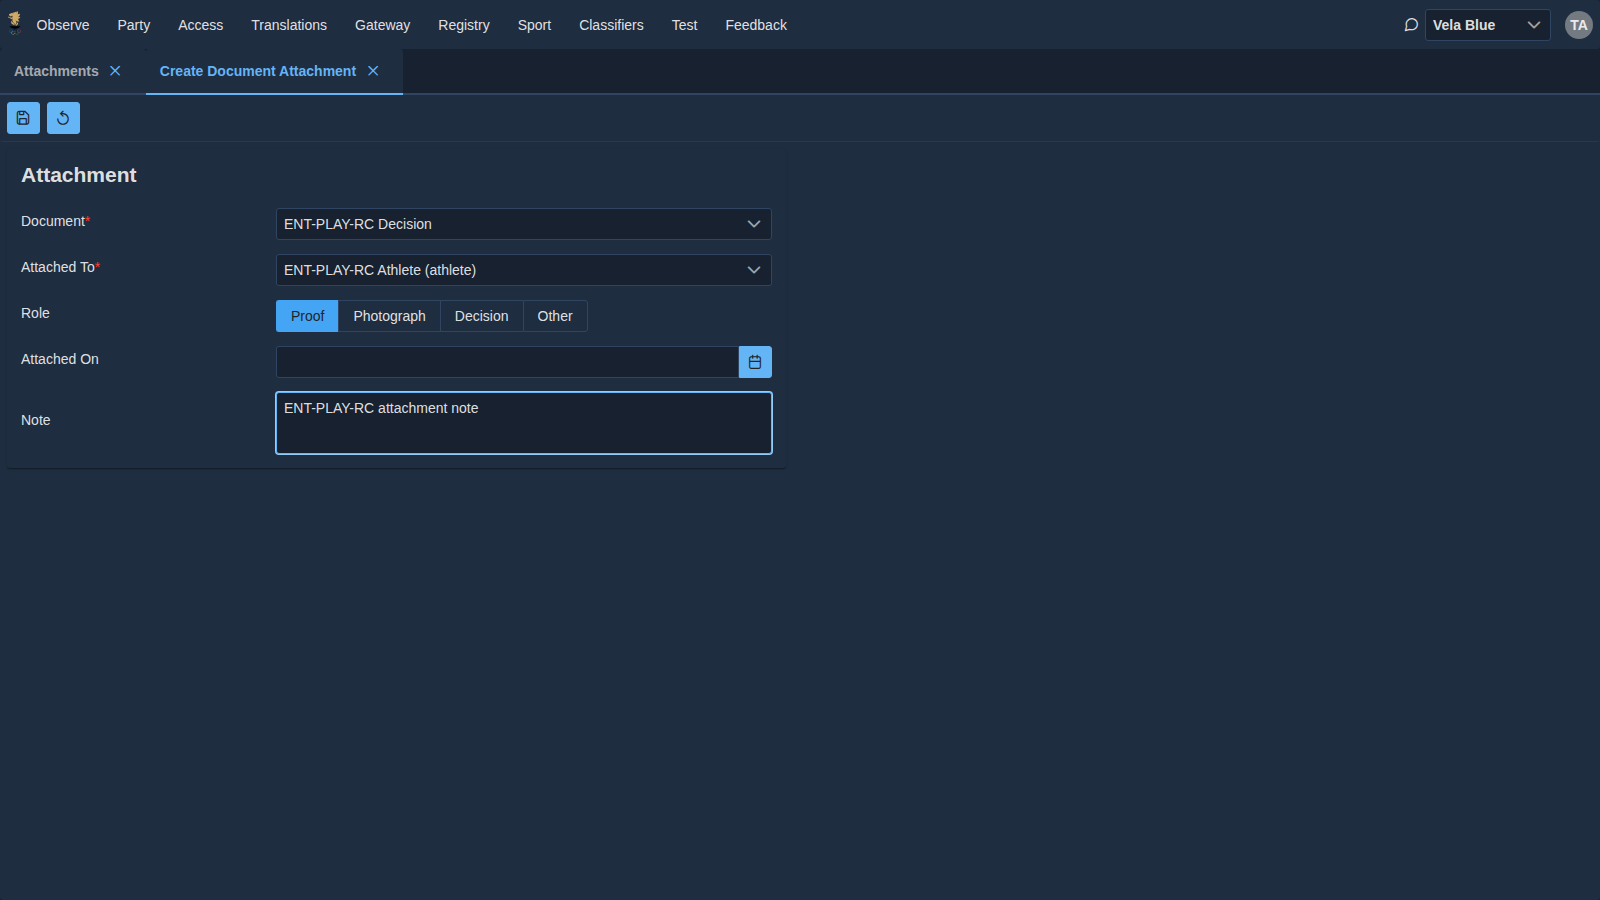 Observe Party Access Translations Gateway Registry Sport Classifiers Test Feedback Vela Blue TA
Attachments Create Document Attachment
Attachment
Document* ENT-PLAY-RC Decision
Attached To* ENT-PLAY-RC Athlete (athlete)
Role Proof Photograph Decision Other
Attached On
Note ENT-PLAY-RC attachment note